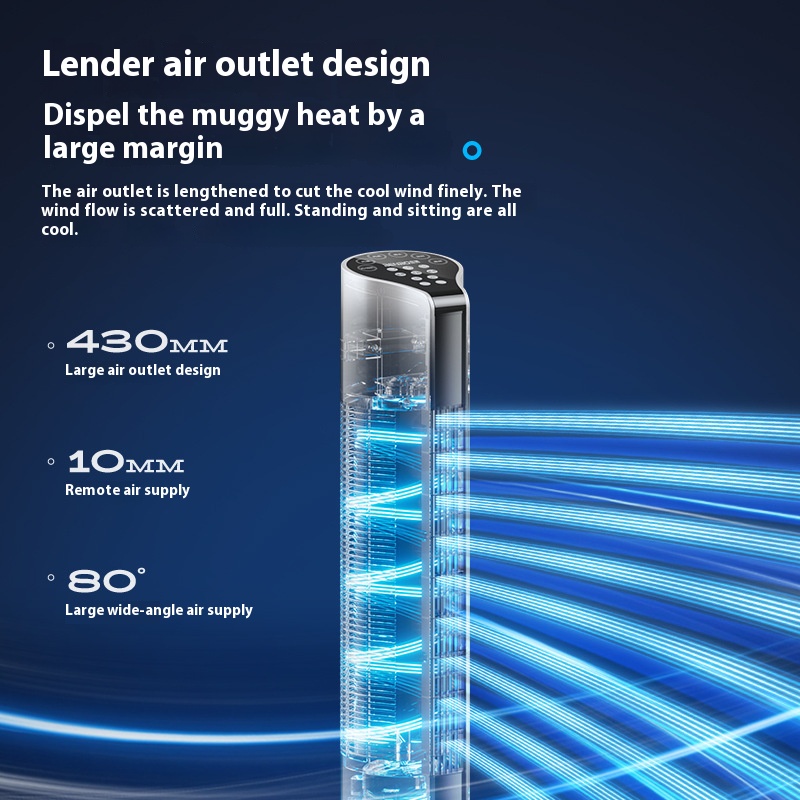 Lender air outlet design
Dispel the muggy heat by a
large margin
The air outlet is lengthened to cut the cool wind finely. The
wind flow is scattered and full. Standing and sitting are all
cool.
430MM
Large air outlet design
10MM
Remote air supply
80°
Large wide-angle air supply